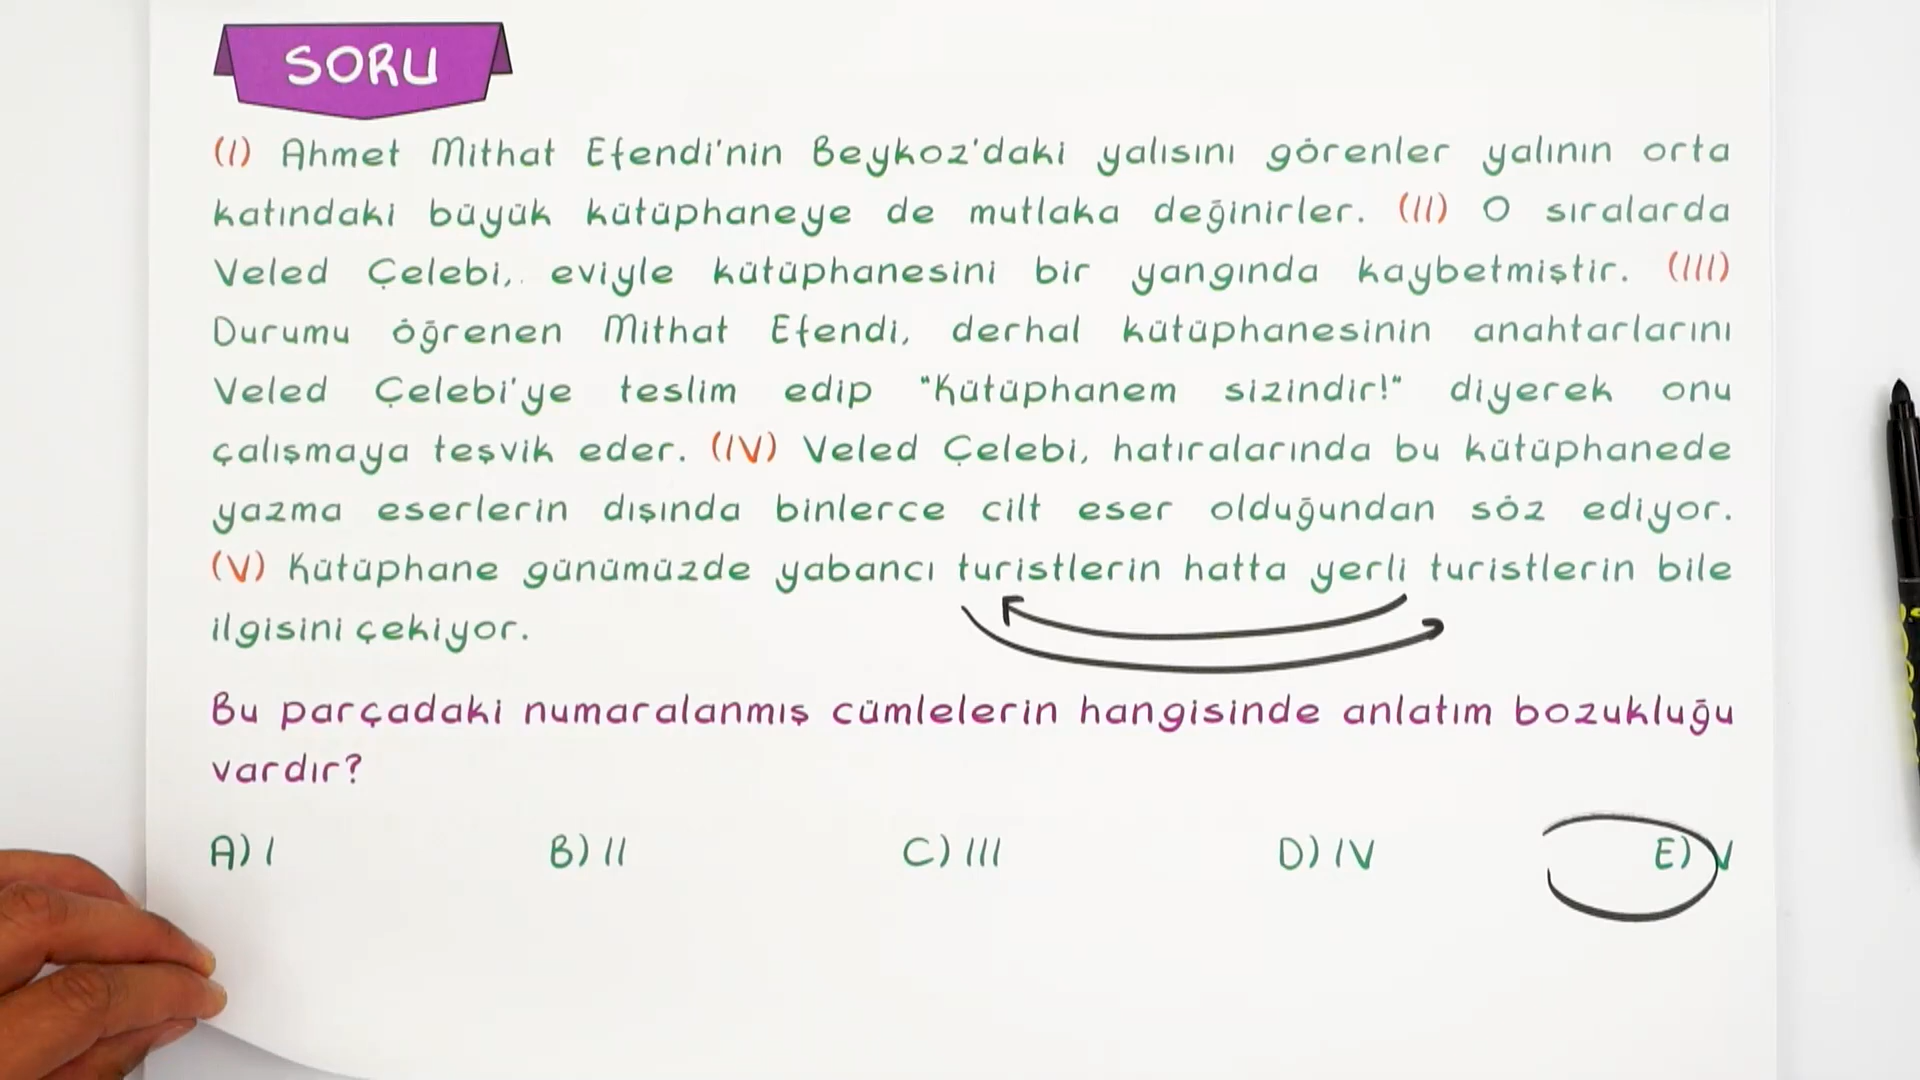 SORU
(I) Ahmet Mithat Efendi'nin Beykoz'daki yalısını görenler yalının orta
katındaki büyük kütüphaneye de mutlaka değinirler. (II) O sıralarda
Veled Çelebi, eviyle kütüphanesini bir yangında kaybetmiştir. (III)
Durumu öğrenen Mithat Efendi, derhal kütüphanesinin anahtarlarını
Veled Çelebi'ye teslim edip "Kütüphanem sizindir!" diyerek onu
çalışmaya teşvik eder. (IV) Veled Çelebi, hatıralarında bu kütüphanede
yazma eserlerin dışında binlerce cilt eser olduğundan söz ediyor.
(V) Kütüphane günümüzde yabancı turistlerin hatta yerli turistlerin bile
ilgisini çekiyor.
Bu parçadaki numaralanmış cümlelerin hangisinde anlatım bozukluğu
vardır?
A) I B) II C) III D) IV E) V